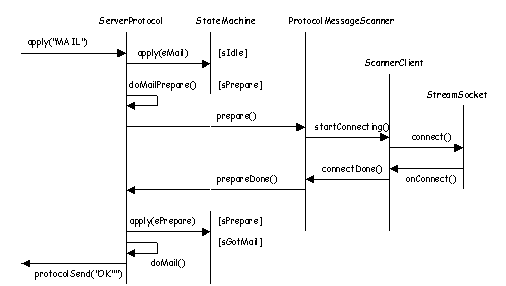 ServerProtocol StateMachine ProtocolMessageScanner
apply("MAIL")
apply(eMail) [sIdle]
ScannerClient
doMailPrepare() [sPrepare]
StreamSocket
prepare()
startConnecting()
connect()
connectDone()
prepareDone() onConnect()
apply(ePrepare) [sPrepare]
[sGotMail]
doMail()
protocolSend("OK"")